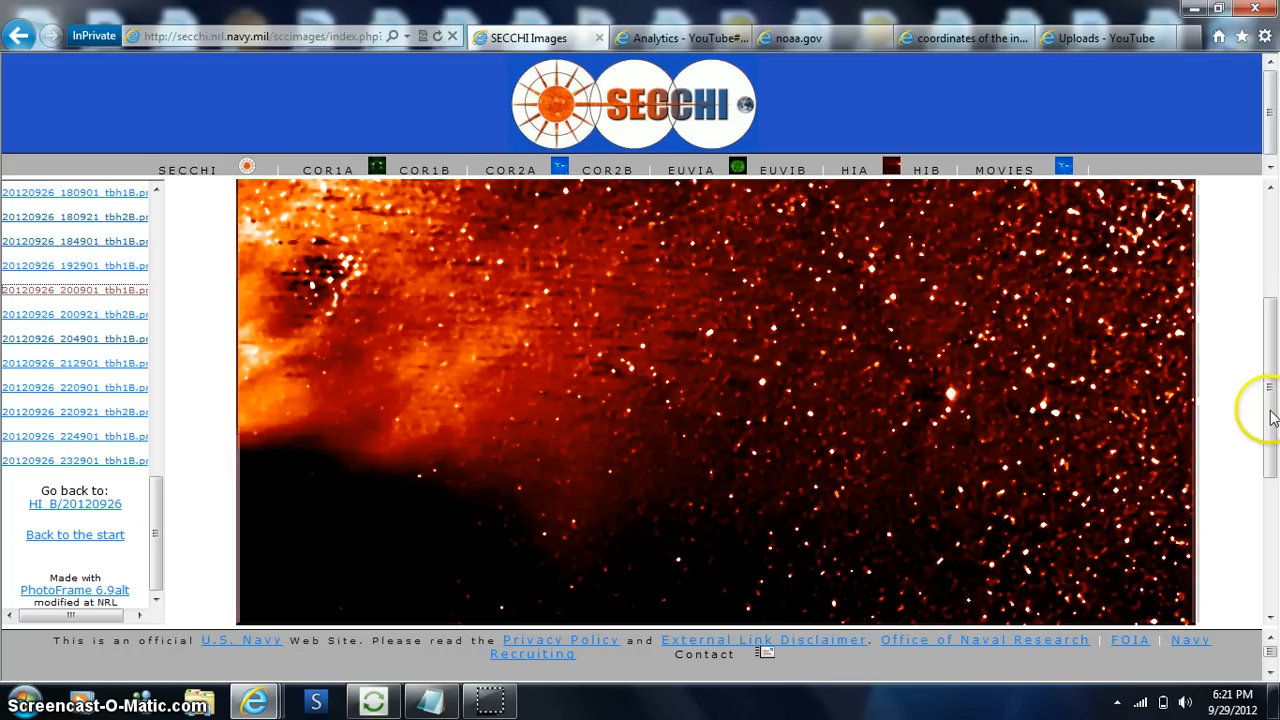 InPrivate
http://secchi.nrl.navy.mil/sccimages/index.php?
SECCHI Images
Analytics - YouTube#...
noaa.gov
coordinates of the in...
Uploads - YouTube
SECCHI
SECCHI | COR1A COR1B | COR2A COR2B | EUVIA EUVIB | HIA HIB | MOVIES |
20120926_180901_tbh1B.pn
20120926_180921_tbh2B.pn
20120926_184901_tbh1B.pn
20120926_192901_tbh1B.pn
20120926_200901_tbh1B.pn
20120926_200921_tbh2B.pn
20120926_204901_tbh1B.pn
20120926_212901_tbh1B.pn
20120926_220901_tbh1B.pn
20120926_220921_tbh2B.pn
20120926_224901_tbh1B.pn
20120926_232901_tbh1B.pn
Go back to:
HI_B/20120926
Back to the start
Made with
PhotoFrame 6.9alt
modified at NRL
This is an official U.S. Navy Web Site. Please read the Privacy Policy and External Link Disclaimer. Office of Naval Research | FOIA | Navy
Recruiting Contact
S
6:21 PM
9/29/2012
Screencast-O-Matic.com